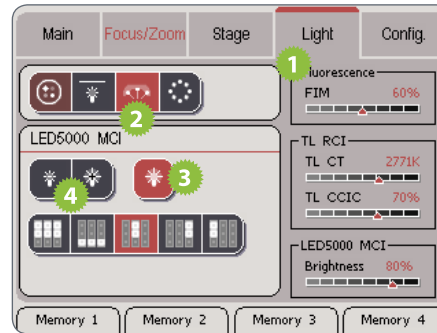 Main Focus/Zoom Stage Light Config.
1
Fluorescence
FIM 60%
2
LED5000 MCI
TL RCI
TL CT 2771K
3
4
TL CCIC 70%
LED5000 MCI
Brightness 80%
Memory 1 Memory 2 Memory 3 Memory 4